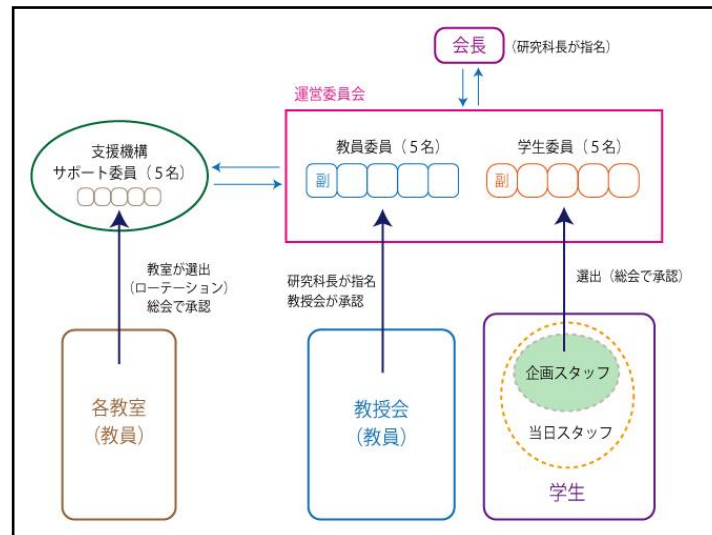 会長
(研究科長が指名)
運営委員会
支援機構
サポート委員（５名）
教員委員（５名）
副
学生委員（５名）
副
教室が選出
(ローテーション)
総会で承認
研究科長が指名
教授会が承認
選出（総会で承認）
各教室
(教員)
教授会
(教員)
企画スタッフ
当日スタッフ
学生